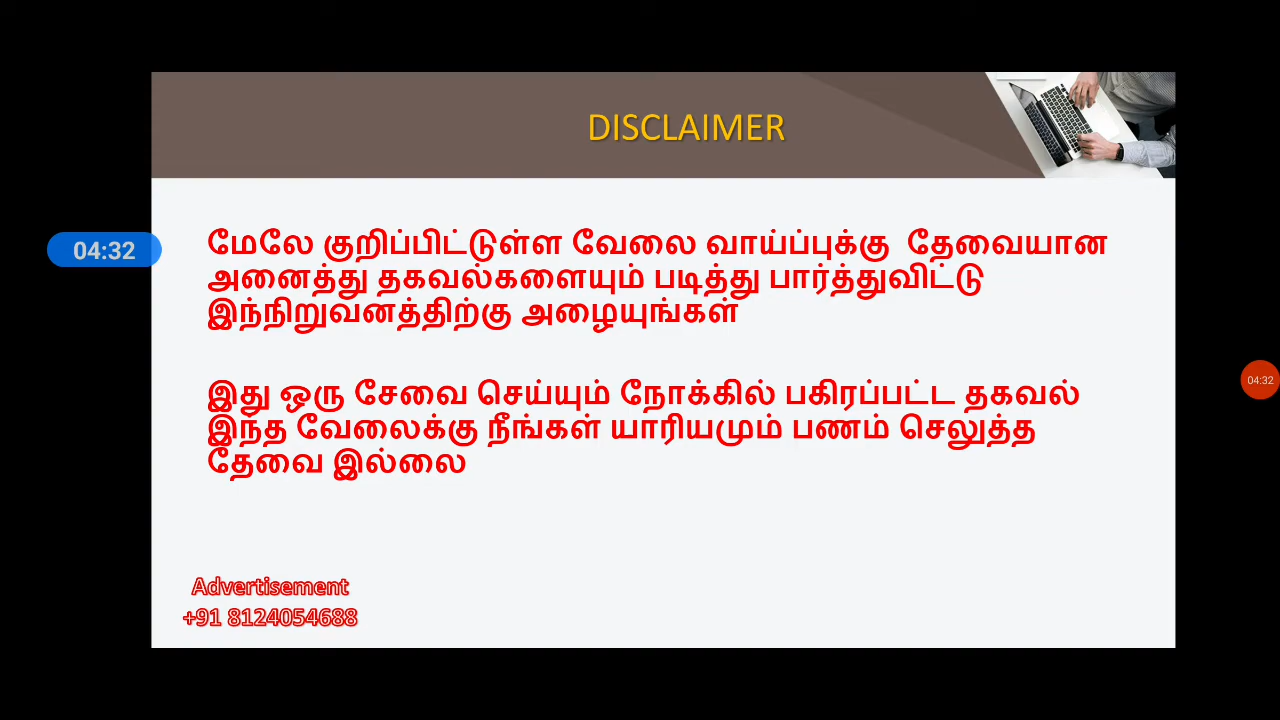 DISCLAIMER
மேலே குறிப்பிட்டுள்ள வேலை வாய்ப்புக்கு தேவையான
04:32
அனைத்து தகவல்களையும் படித்து பார்த்துவிட்டு
இந்நிறுவனத்திற்கு அழையுங்கள்
இது ஒரு சேவை செய்யும் நோக்கில் பகிரப்பட்ட தகவல்
04:32
இந்த வேலைக்கு நீங்கள் யாரியமும் பணம் செலுத்த
தேவை இல்லை
Advertisement
+91 8124054688